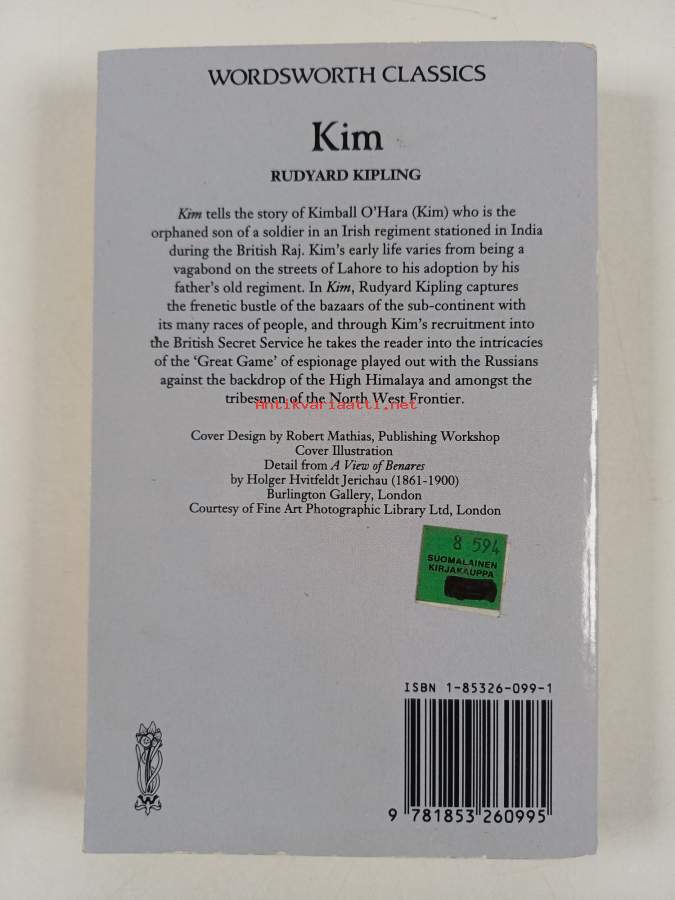 WORDSWORTH CLASSICS
Kim
RUDYARD KIPLING
Kim tells the story of Kimball O'Hara (Kim) who is the
orphaned son of a soldier in an Irish regiment stationed in India
during the British Raj. Kim's early life varies from being a
vagabond on the streets of Lahore to his adoption by his
father's old regiment. In Kim, Rudyard Kipling captures
the frenetic bustle of the bazaars of the sub-continent with
its many races of people, and through Kim's recruitment into
the British Secret Service he takes the reader into the intricacies
of the 'Great Game' of espionage played out with the Russians
against the backdrop of the High Himalaya and amongst the
tribesmen of the North West Frontier.
Antikvariaatti.net
Cover Design by Robert Mathias, Publishing Workshop
Cover Illustration
Detail from A View of Benares
by Holger Hvitfeldt Jerichau (1861-1900)
Burlington Gallery, London
Courtesy of Fine Art Photographic Library Ltd, London
8 594
SUOMALAINEN
KIRJAKAUPPA
ISBN 1-85326-099-1
9 781853 260995
W